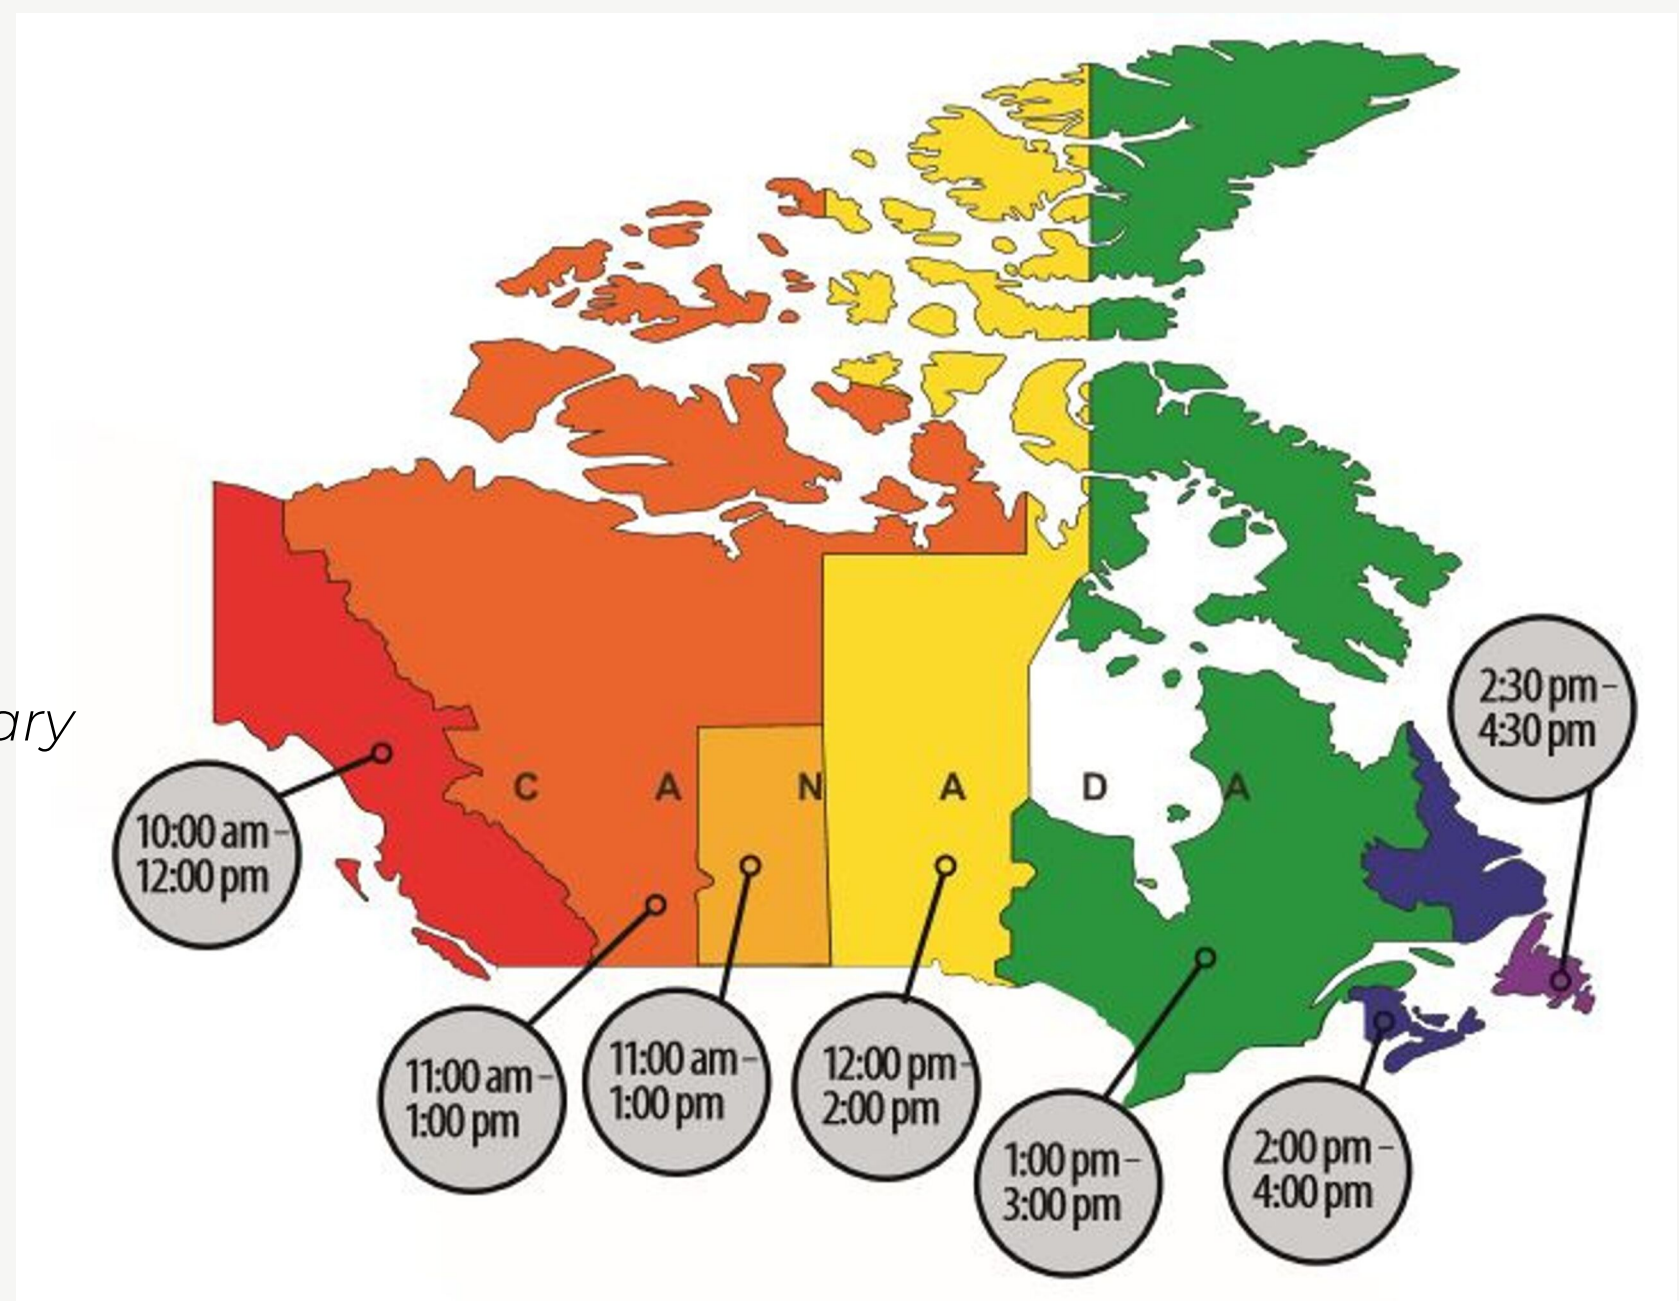 2:30 pm –
4:30 pm
ary
C A N A D A
10:00 am –
12:00 pm
11:00 am –
1:00 pm
11:00 am –
1:00 pm
12:00 pm –
2:00 pm
1:00 pm –
3:00 pm
2:00 pm –
4:00 pm